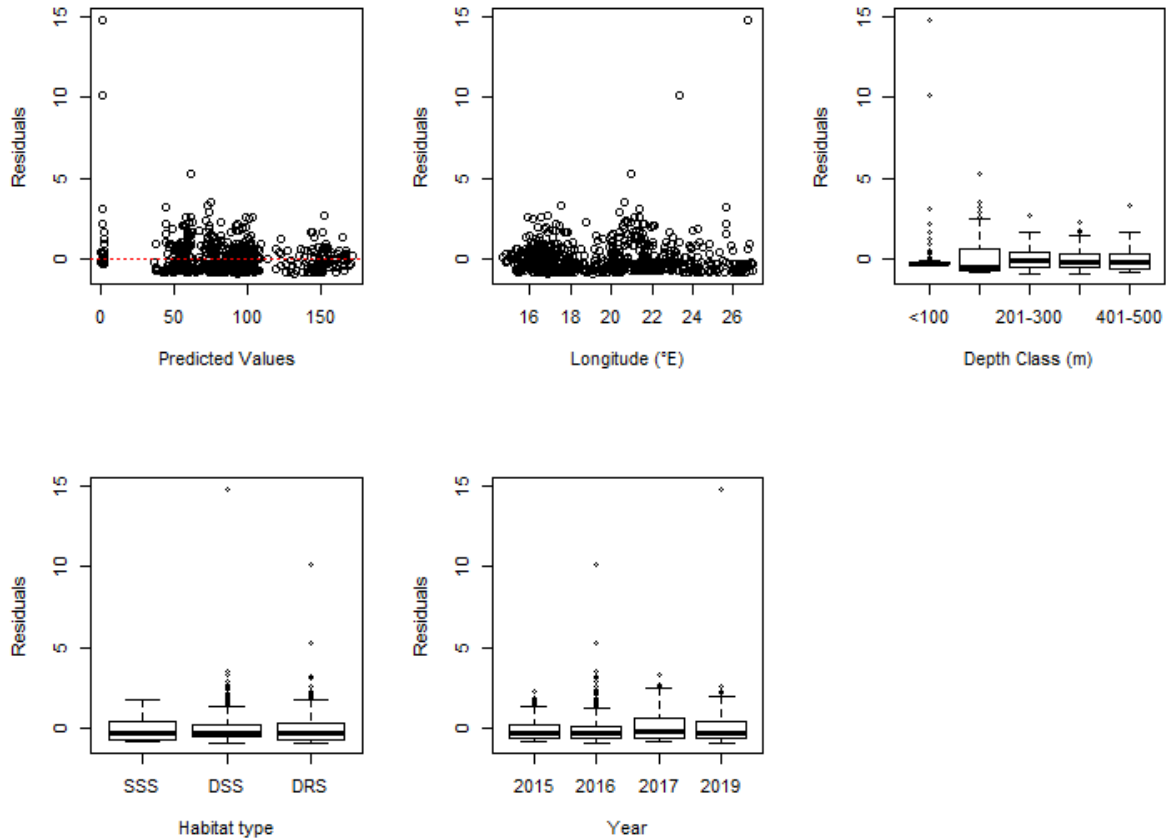 15
10
5
0
Residuals
0 50 100 150
Predicted Values
15
10
5
0
Residuals
16 18 20 22 24 26
Longitude (°E)
15
10
5
0
Residuals
<100 201-300 401-500
Depth Class (m)
15
10
5
0
Residuals
SSS DSS DRS
Habitat type
15
10
5
0
Residuals
2015 2016 2017 2019
Year